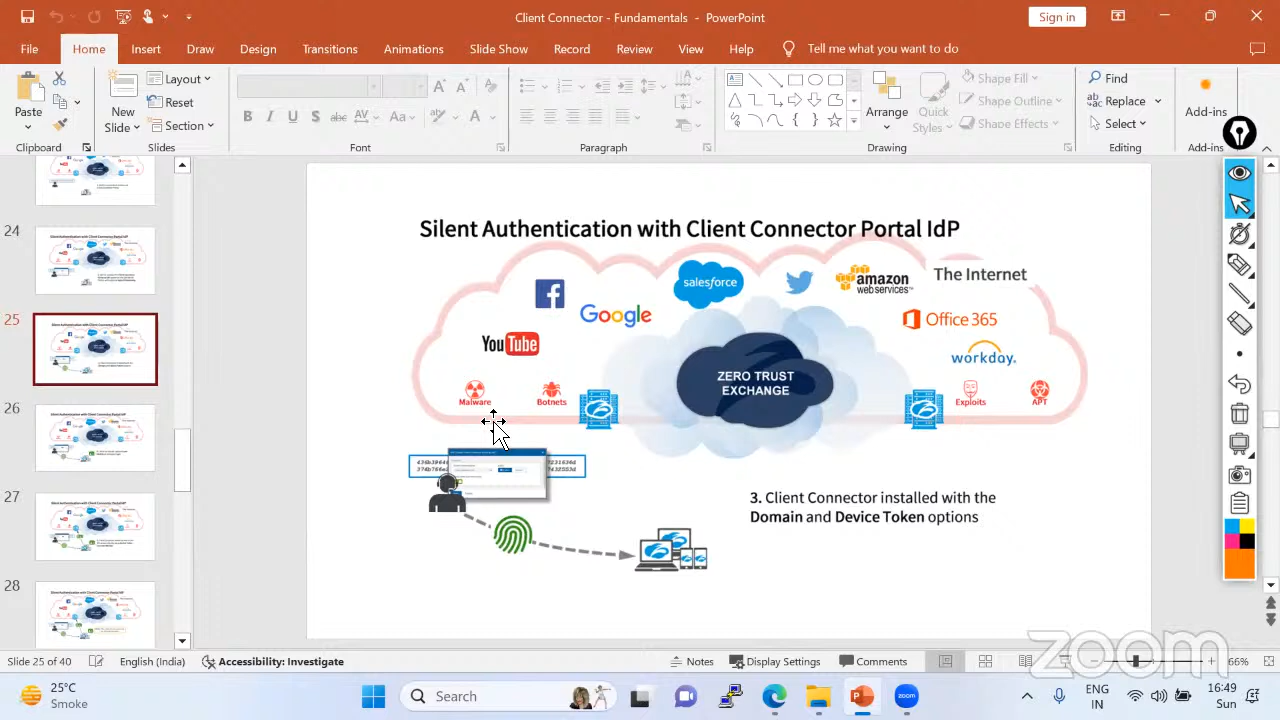 Client Connector - Fundamentals - PowerPoint
Sign in
File Home Insert Draw Design Transitions Animations Slide Show Record Review View Help Tell me what you want to do
Paste
New Slide
Layout
Reset
Section
B I U S
AV
Aa
A
Arrange
Quick Styles
Shape Fill
Shape Outline
Shape Effects
Find
Replace
Select
Add-ins
Clipboard Slides Font Paragraph Drawing Editing Add-ins
24
25
26
27
28
Silent Authentication with Client Connector Portal IdP
The Internet
salesforce
amazon
web services™
Google
Office 365
YouTube
workday.
ZERO TRUST
EXCHANGE
Malware
Botnets
Exploits
APT
3. Client Connector installed with the
Domain and Device Token options
zoom
Slide 25 of 40 English (India) Accessibility: Investigate Notes Display Settings Comments 66%
25°C
Smoke
Search
zoom
ENG
IN
16:49
Sun